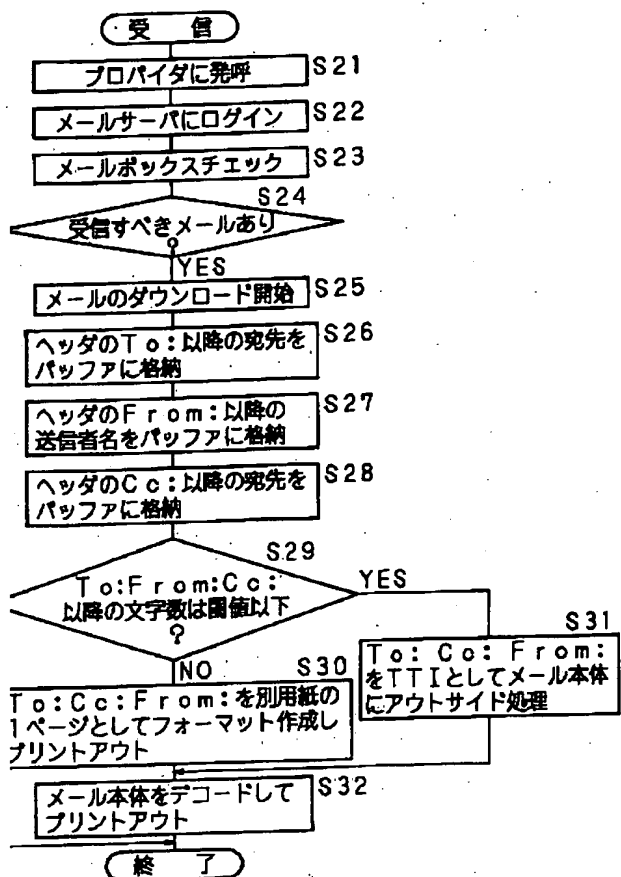 受 信
プロバイダに発呼 S21
メールサーバにログイン S22
メールボックスチェック S23
S24
受信すべきメールあり
?
YES
メールのダウンロード開始 S25
ヘッダのTo:以降の宛先を S26
バッファに格納
ヘッダのFrom:以降の S27
送信者名をバッファに格納
ヘッダのCc:以降の宛先を S28
バッファに格納
S29
To:From:Cc: YES
以降の文字数は閾値以下
?
S31
NO S30
To: Cc: From:
をTTIとしてメール本体
にアウトサイド処理
To:Cc:From:を別用紙の
1ページとしてフォーマット作成し
プリントアウト
メール本体をデコードして S32
プリントアウト
終 了